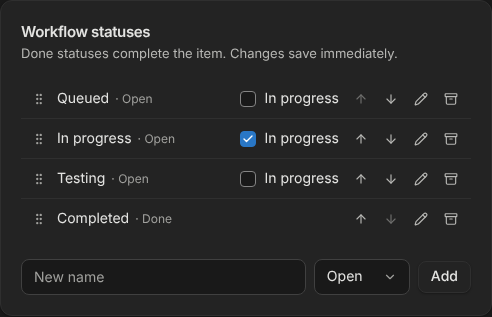 Workflow statuses
Done statuses complete the item. Changes save immediately.
Queued · Open In progress
In progress · Open In progress
Testing · Open In progress
Completed · Done
New name Open Add